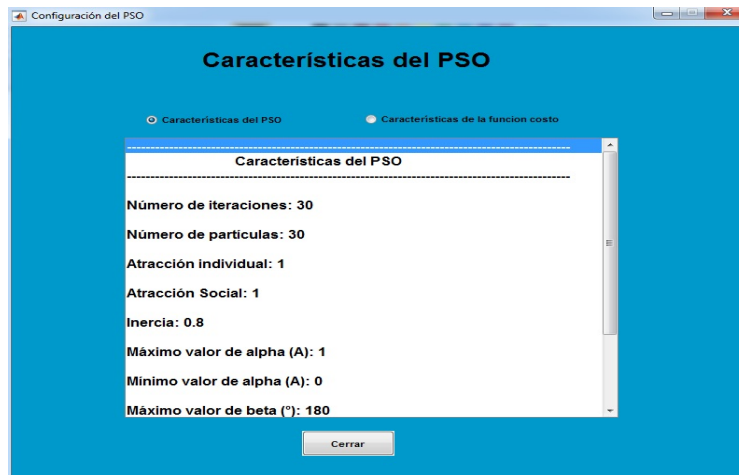 Configuración del PSO
Características del PSO
Características del PSO
Características de la funcion costo
------------------------------------------------------------------------------------------
Características del PSO
------------------------------------------------------------------------------------------
Número de iteraciones: 30
Número de partículas: 30
Atracción individual: 1
Atracción Social: 1
Inercia: 0.8
Máximo valor de alpha (A): 1
Mínimo valor de alpha (A): 0
Máximo valor de beta (°): 180
Cerrar